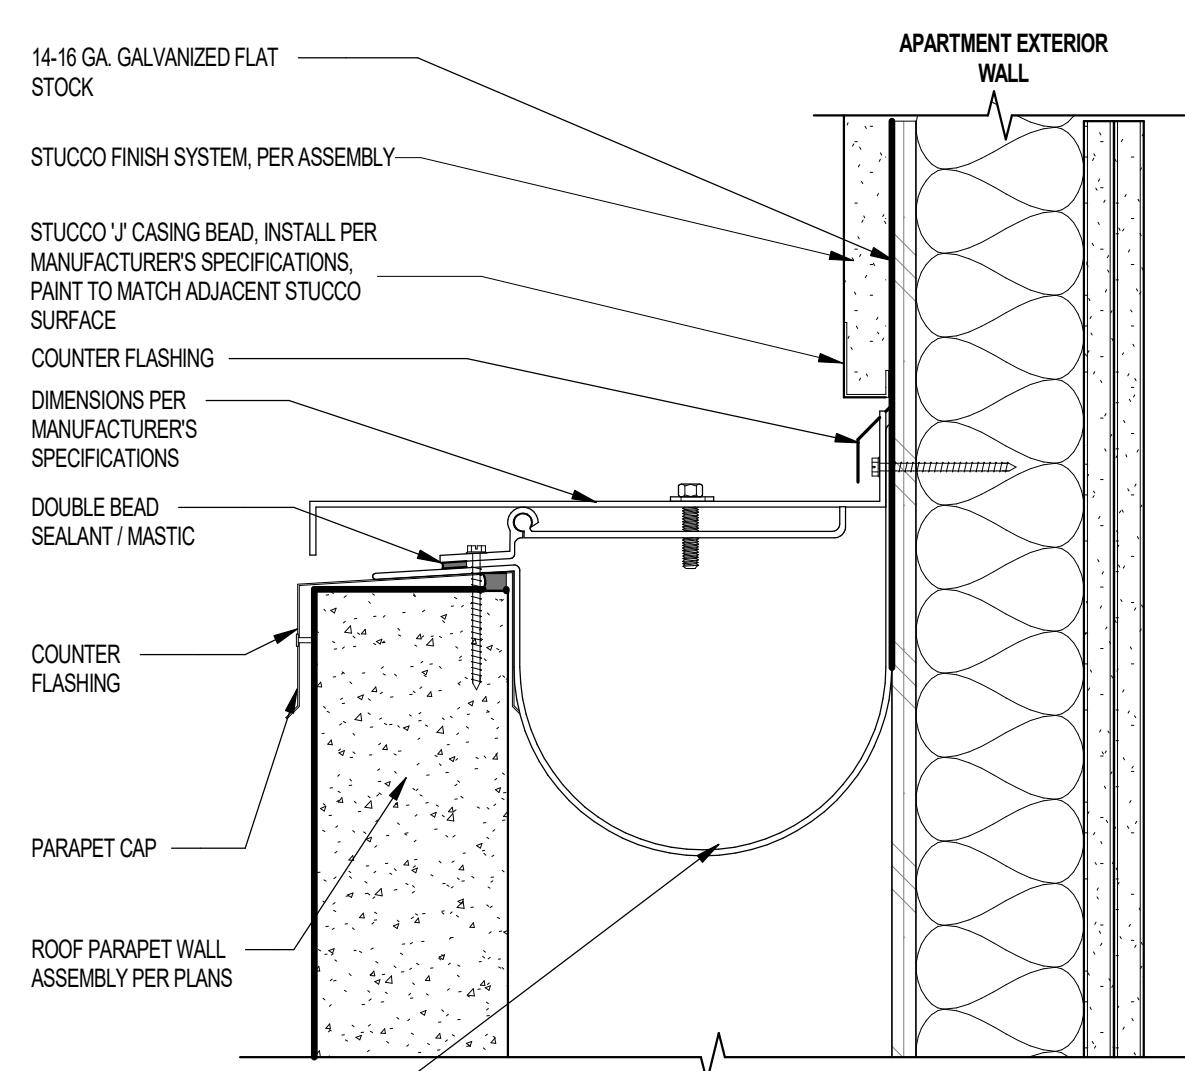 APARTMENT EXTERIOR
WALL
14-16 GA. GALVANIZED FLAT
STOCK
STUCCO FINISH SYSTEM, PER ASSEMBLY
STUCCO 'J' CASING BEAD, INSTALL PER
MANUFACTURER'S SPECIFICATIONS,
PAINT TO MATCH ADJACENT STUCCO
SURFACE
COUNTER FLASHING
DIMENSIONS PER
MANUFACTURER'S
SPECIFICATIONS
DOUBLE BEAD
SEALANT / MASTIC
COUNTER
FLASHING
PARAPET CAP
ROOF PARAPET WALL
ASSEMBLY PER PLANS